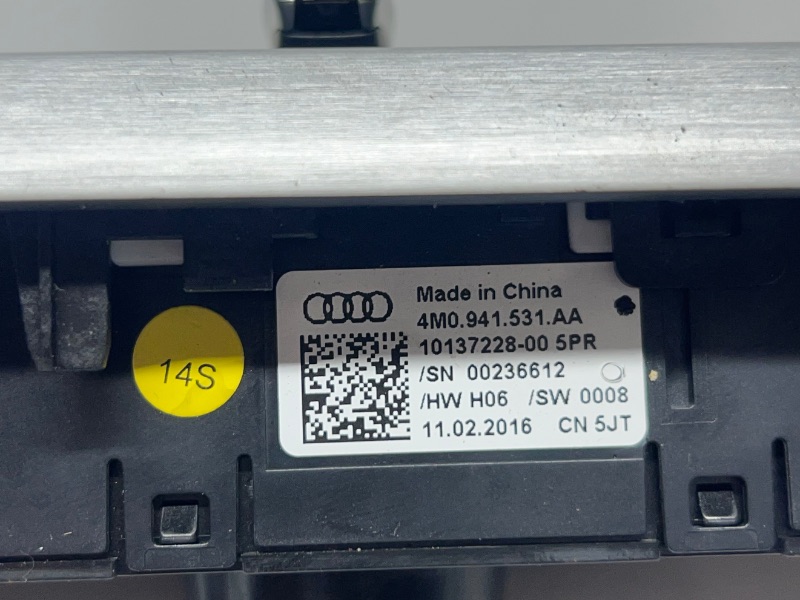 14S
Made in China
4M0.941.531.AA
10137228-00 5PR
/SN 00236612
/HW H06 /SW 0008
11.02.2016 CN 5JT